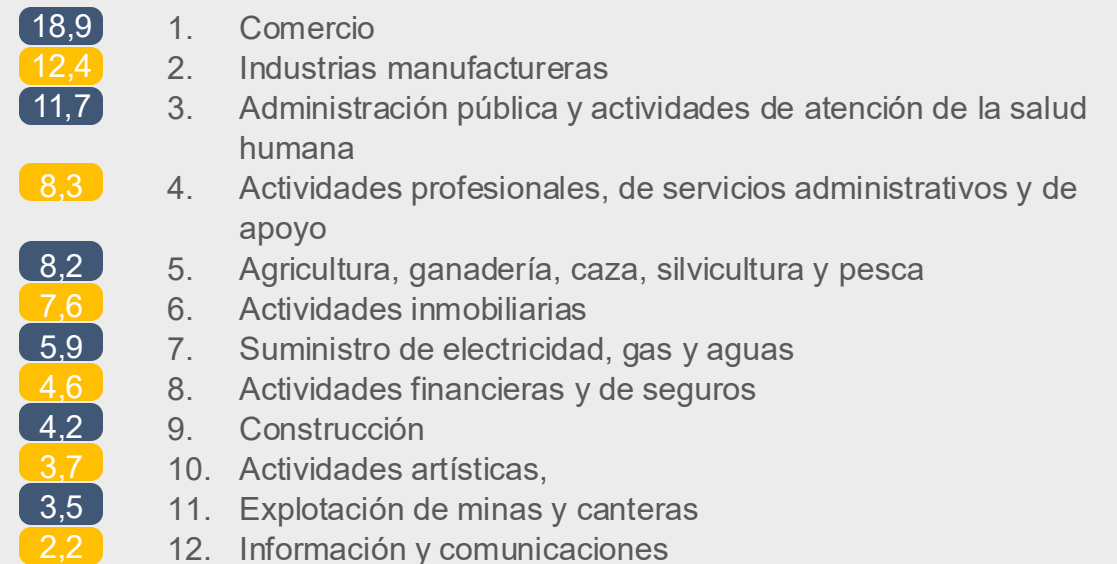 18,9 1. Comercio
12,4 2. Industrias manufactureras
11,7 3. Administración pública y actividades de atención de la salud
humana
8,3 4. Actividades profesionales, de servicios administrativos y de
apoyo
8,2 5. Agricultura, ganadería, caza, silvicultura y pesca
7,6 6. Actividades inmobiliarias
5,9 7. Suministro de electricidad, gas y aguas
4,6 8. Actividades financieras y de seguros
4,2 9. Construcción
3,7 10. Actividades artísticas,
3,5 11. Explotación de minas y canteras
2,2 12. Información y comunicaciones